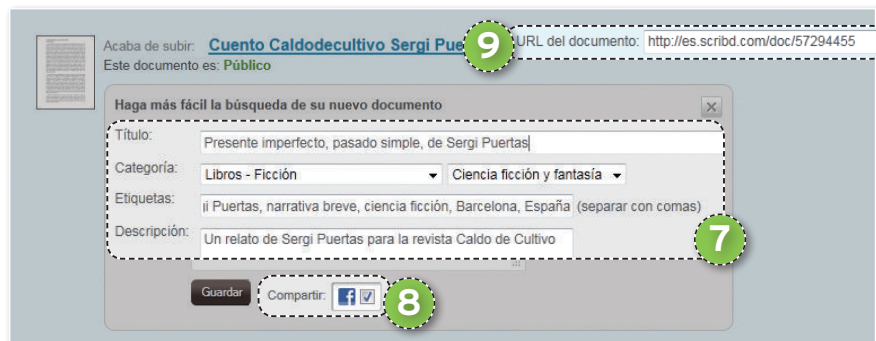 Acaba de subir: Cuento Caldodecultivo Sergi Pue
9
URL del documento: http://es.scribd.com/doc/57294455
Este documento es: Público
Haga más fácil la búsqueda de su nuevo documento
Título: Presente imperfecto, pasado simple, de Sergi Puertas
Categoría: Libros - Ficción Ciencia ficción y fantasía
Etiquetas: Puertas, narrativa breve, ciencia ficción, Barcelona, España (separar con comas)
Descripción: Un relato de Sergi Puertas para la revista Caldo de Cultivo
7
Guardar Compartir:
8